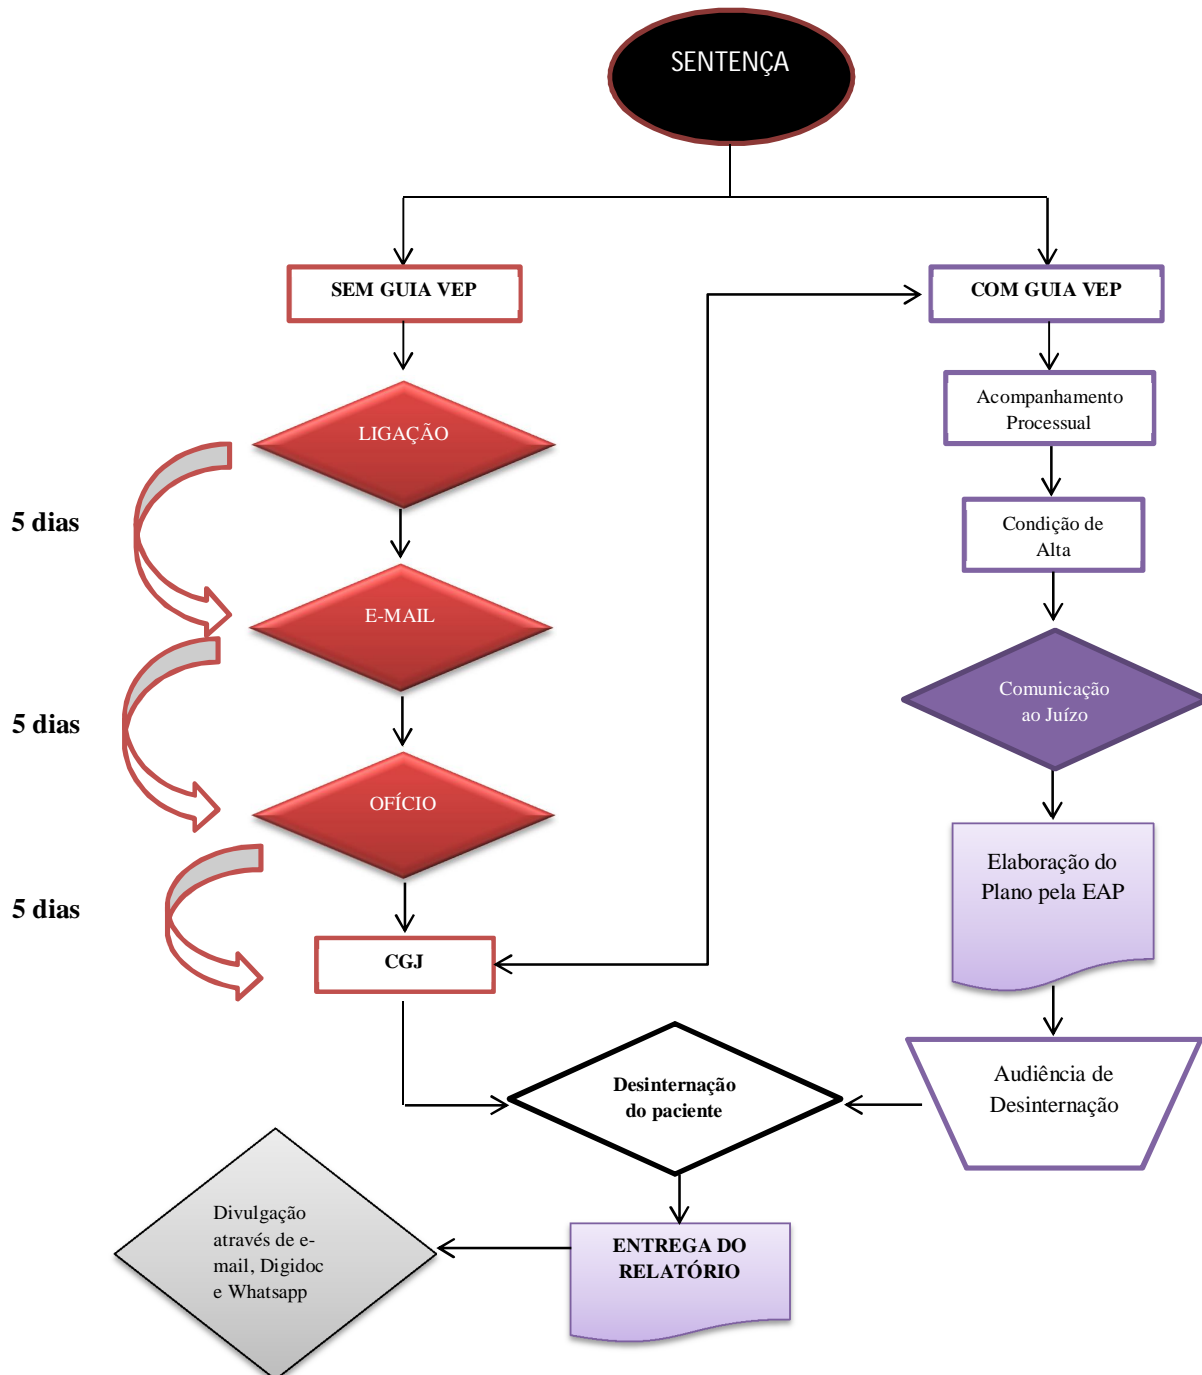 SENTENÇA
SEM GUIA VEP
COM GUIA VEP
LIGAÇÃO
Acompanhamento
Processual
5 dias
Condição de
Alta
E-MAIL
Comunicação
ao Juízo
5 dias
OFÍCIO
Elaboração do
Plano pela EAP
5 dias
CGJ
Desinternação
do paciente
Audiência de
Desinternação
Divulgação
através de e-
mail, Digidoc
e Whatsapp
ENTREGA DO
RELATÓRIO